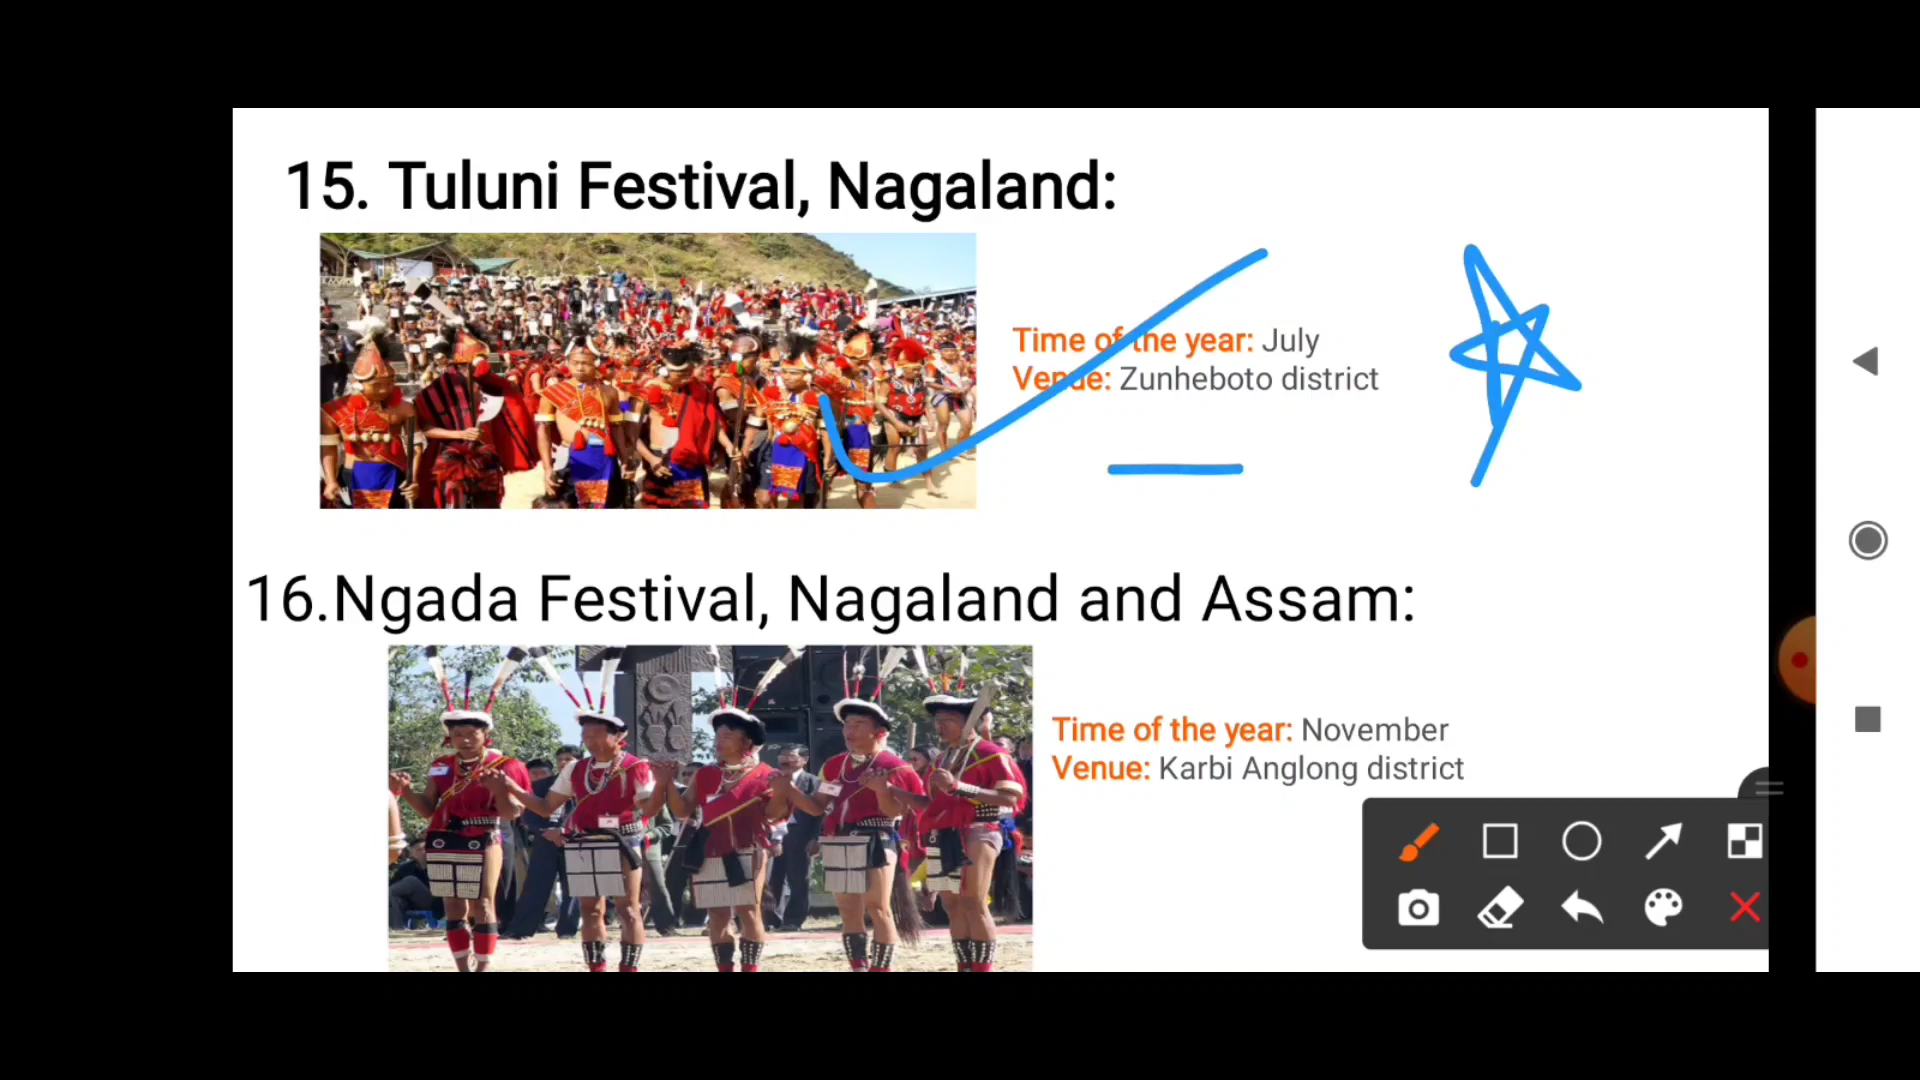 15. Tuluni Festival, Nagaland:
Time of the year: July
Venue: Zunheboto district
16.Ngada Festival, Nagaland and Assam:
Time of the year: November
Venue: Karbi Anglong district